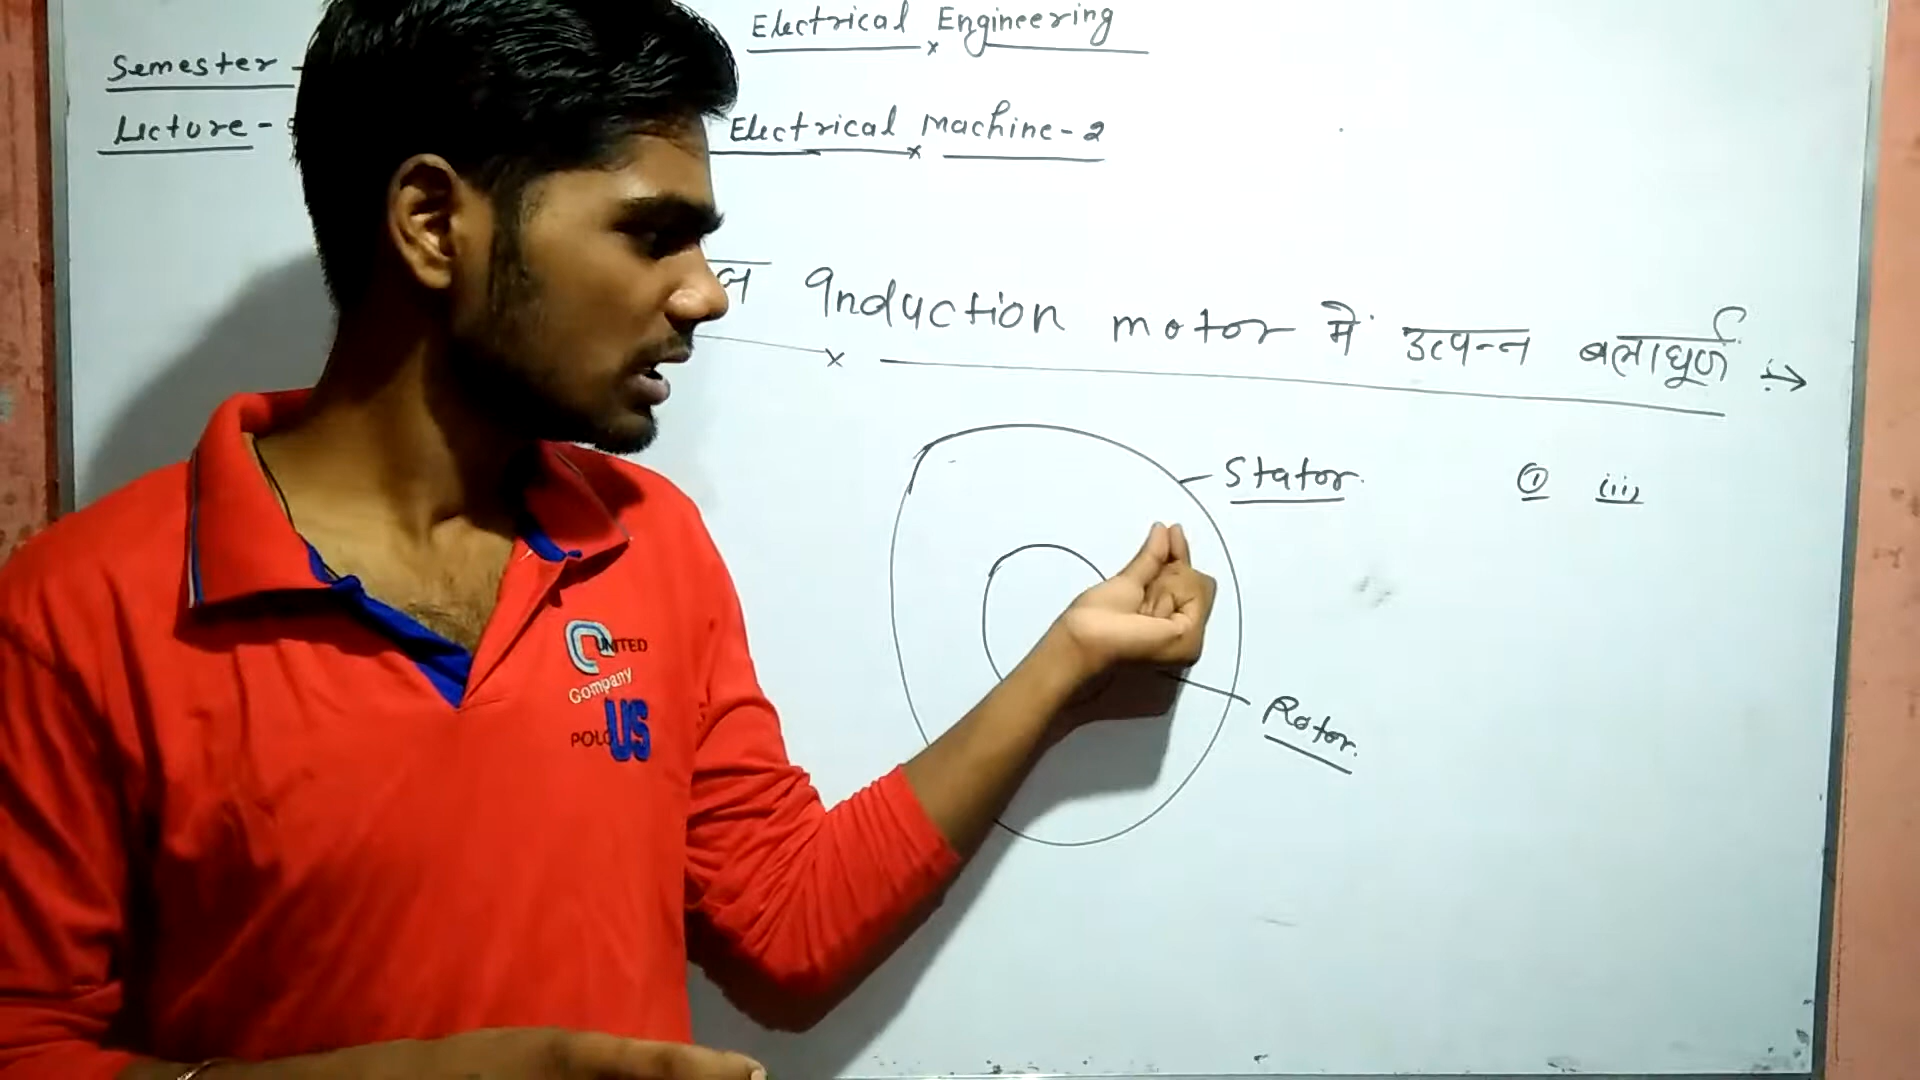 Electrical Engineering
Semester -
Lecture -
Electrical Machine - 2
Induction motor में उत्पन्न बलाघूर्ण :→
Stator.
① (ii)
Rotor.
UNITED
Company
POLO US